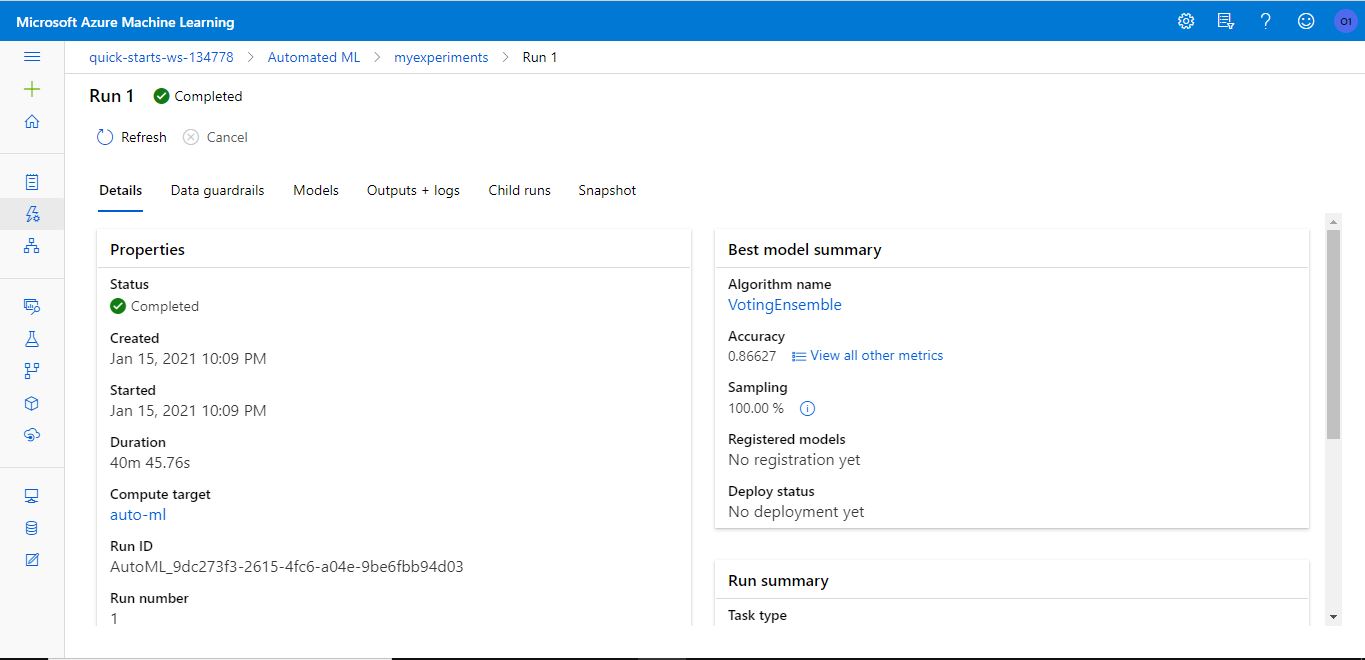 Microsoft Azure Machine Learning
O1
quick-starts-ws-134778 > Automated ML > myexperiments > Run 1
Run 1 Completed
Refresh Cancel
Details Data guardrails Models Outputs + logs Child runs Snapshot
Properties
Status
Completed
Created
Jan 15, 2021 10:09 PM
Started
Jan 15, 2021 10:09 PM
Duration
40m 45.76s
Compute target
auto-ml
Run ID
AutoML_9dc273f3-2615-4fc6-a04e-9be6fbb94d03
Run number
1
Best model summary
Algorithm name
VotingEnsemble
Accuracy
0.86627 View all other metrics
Sampling
100.00 %
Registered models
No registration yet
Deploy status
No deployment yet
Run summary
Task type